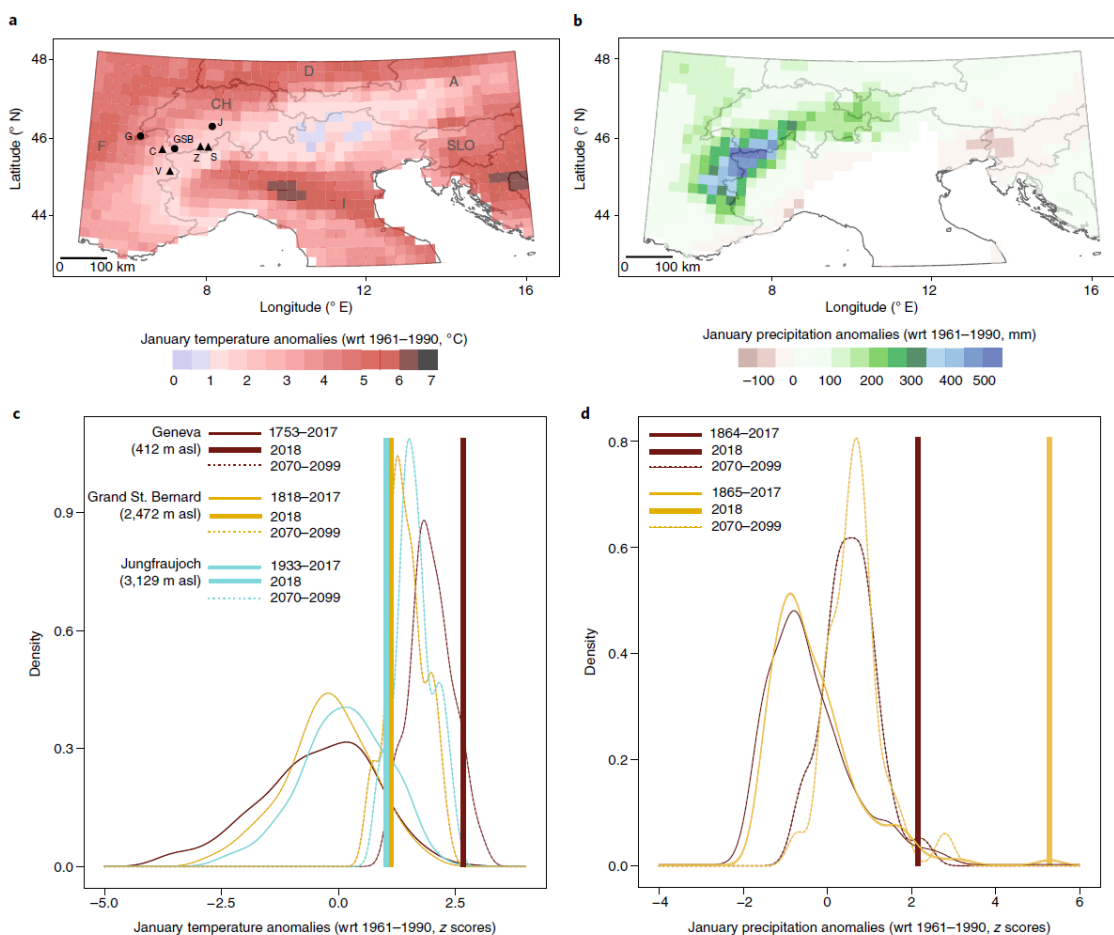 a
48
46
44
Latitude (° N)
D
A
CH
J
G
GSB
F
C
Z
S
V
SLO
I
0 100 km
8 12 16
Longitude (° E)
January temperature anomalies (wrt 1961–1990, °C)
0 1 2 3 4 5 6 7
b
48
46
44
Latitude (° N)
0 100 km
8 12 16
Longitude (° E)
January precipitation anomalies (wrt 1961–1990, mm)
–100 0 100 200 300 400 500
c
Geneva
(412 m asl)
1753–2017
2018
2070–2099
Grand St. Bernard
(2,472 m asl)
1818–2017
2018
2070–2099
Jungfraujoch
(3,129 m asl)
1933–2017
2018
2070–2099
0.9
0.6
0.3
0.0
Density
–5.0 –2.5 0.0 2.5
January temperature anomalies (wrt 1961–1990, z scores)
d
1864–2017
2018
2070–2099
1865–2017
2018
2070–2099
0.8
0.6
0.4
0.2
0.0
Density
–4 –2 0 2 4 6
January precipitation anomalies (wrt 1961–1990, z scores)